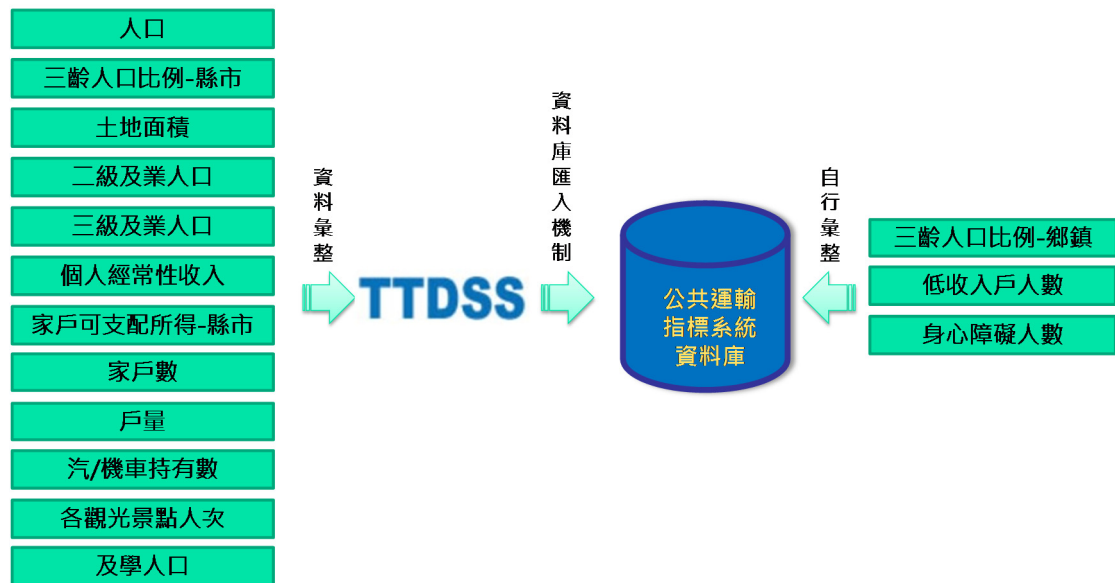 人口
三齡人口比例-縣市
土地面積
二級及業人口
三級及業人口
個人經常性收入
家戶可支配所得-縣市
家戶數
戶量
汽/機車持有數
各觀光景點人次
及學人口
資料彙整
TTDSS
資料庫匯入機制
公共運輸
指標系統
資料庫
自行彙整
三齡人口比例-鄉鎮
低收入戶人數
身心障礙人數